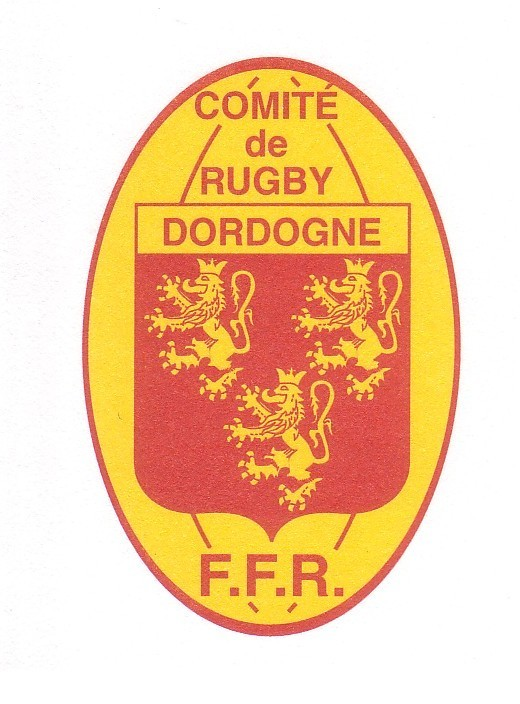 COMITÉ
de
RUGBY
DORDOGNE
F.F.R.